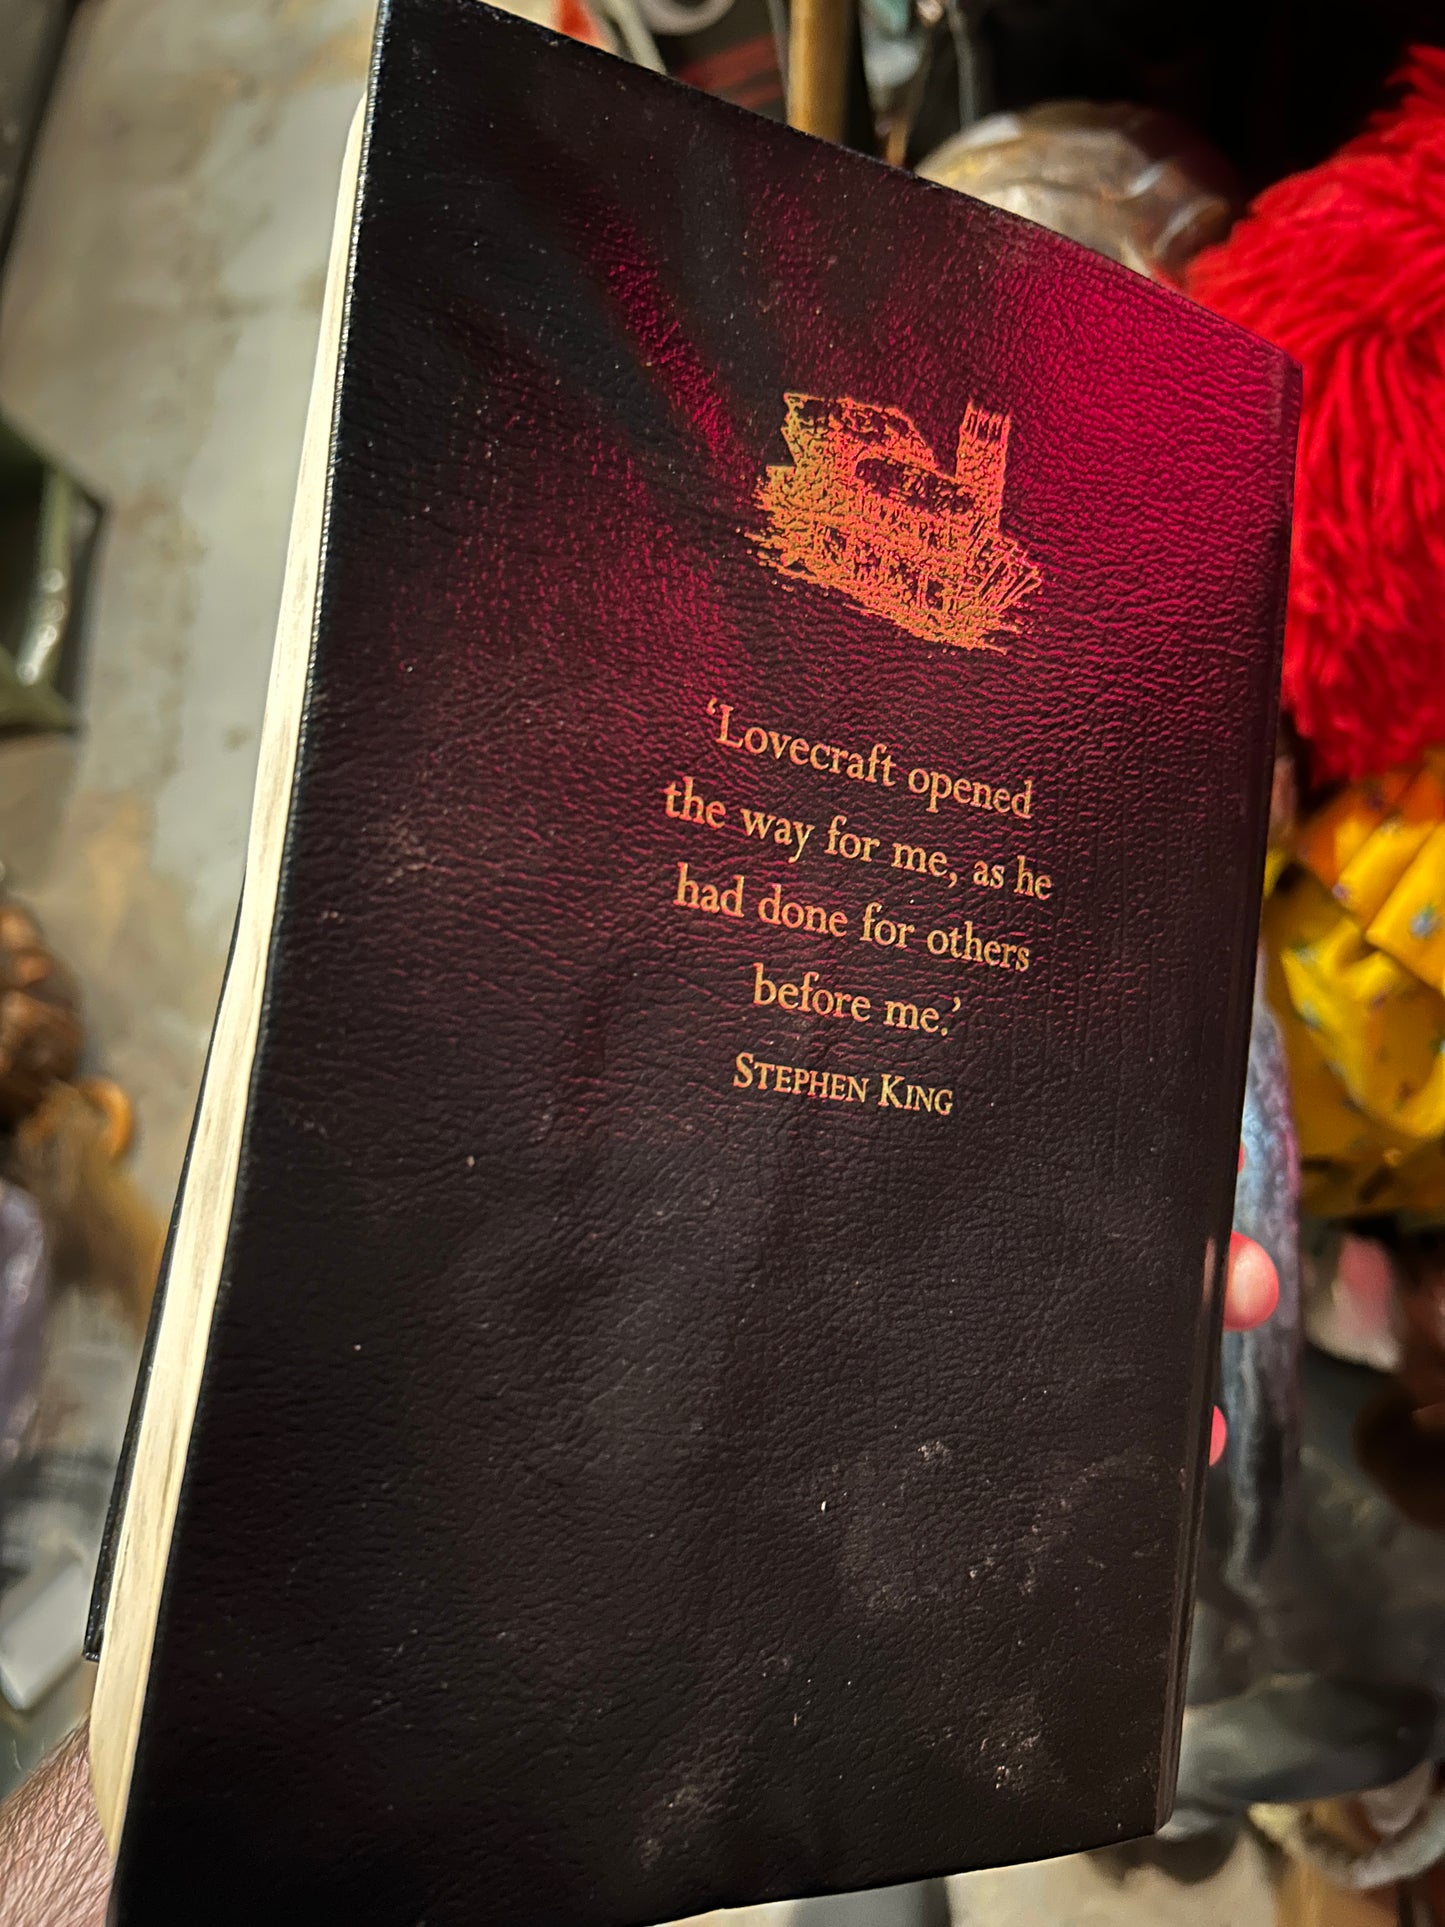 ‘Lovecraft opened
the way for me, as he
had done for others
before me.’
STEPHEN KING